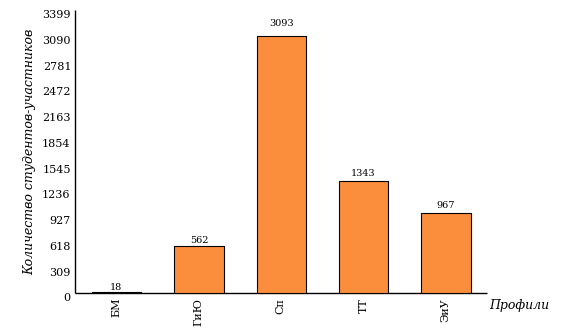 Количество студентов-участников
3399
3090
2781
2472
2163
1854
1545
1236
927
618
309
0
18
562
3093
1343
967
БМ
ГиЮ
Сп
ТТ
ЭиУ
Профили